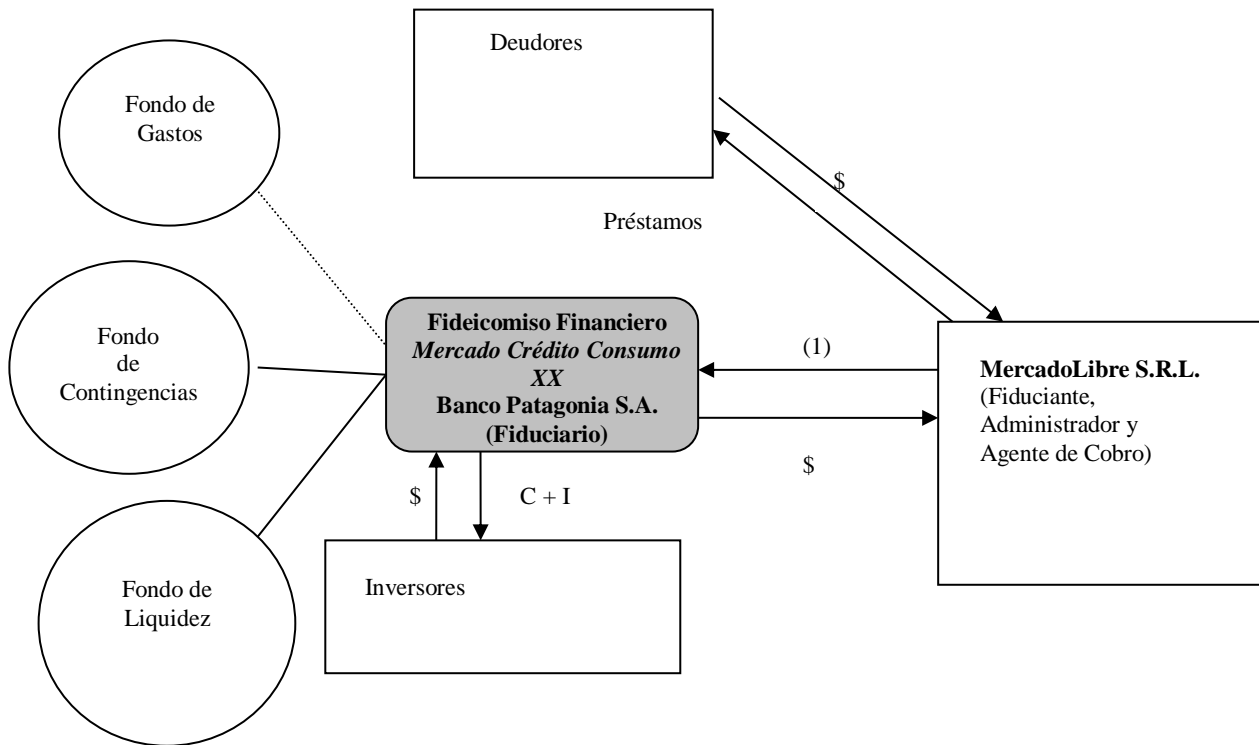 Deudores
Fondo de
Gastos
$
Préstamos
Fondo
de
Contingencias
Fideicomiso Financiero
Mercado Crédito Consumo
XX
Banco Patagonia S.A.
(Fiduciario)
(1)
MercadoLibre S.R.L.
(Fiduciante,
Administrador y
Agente de Cobro)
$
$
C + I
Fondo de
Liquidez
Inversores